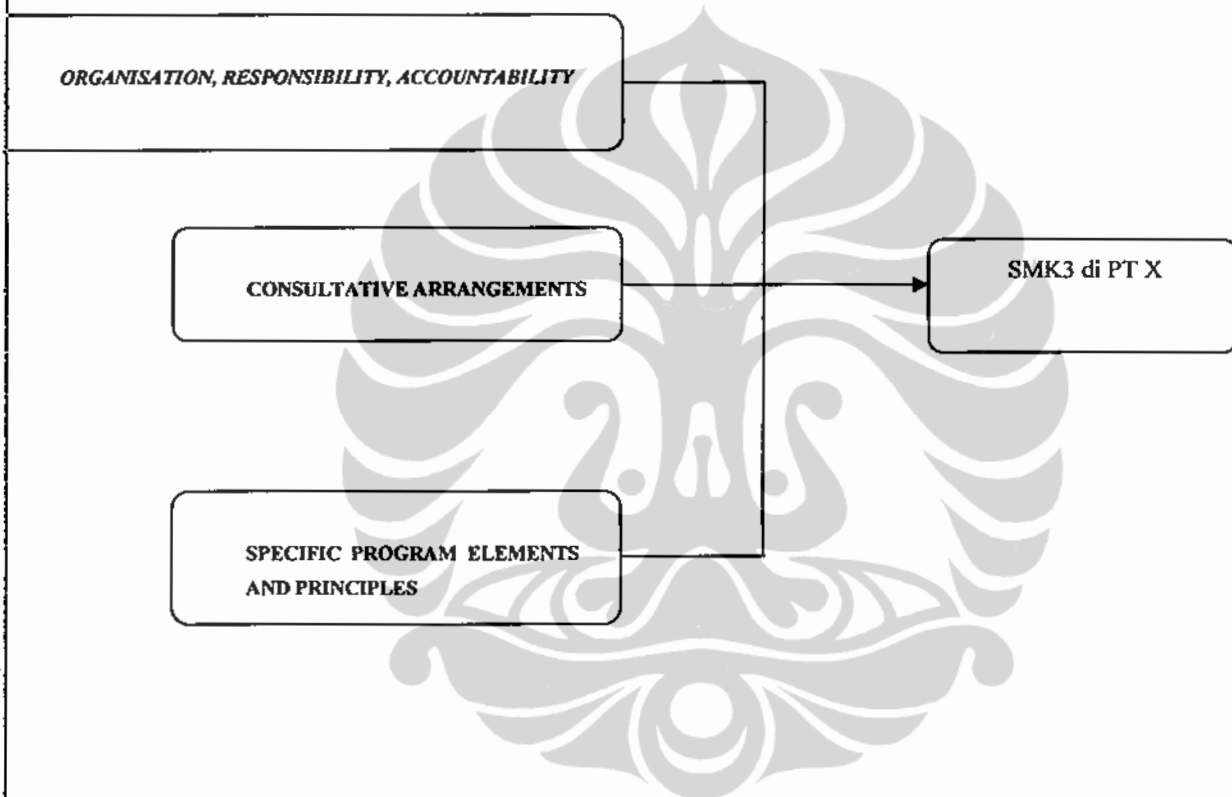 ORGANISATION, RESPONSIBILITY, ACCOUNTABILITY
CONSULTATIVE ARRANGEMENTS
SMK3 di PT X
SPECIFIC PROGRAM ELEMENTS
AND PRINCIPLES